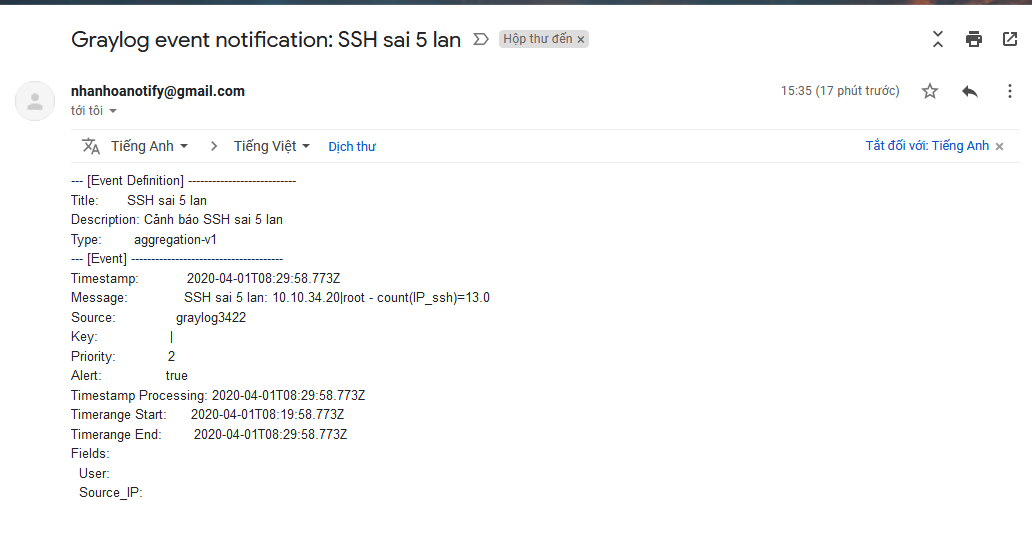 Graylog event notification: SSH sai 5 lan Hộp thư đến ×
nhanhoanotify@gmail.com 15:35 (17 phút trước)
tới tôi
Tiếng Anh > Tiếng Việt Dịch thư Tắt đối với: Tiếng Anh ×
--- [Event Definition] ---------------------------
Title: SSH sai 5 lan
Description: Cảnh báo SSH sai 5 lan
Type: aggregation-v1
--- [Event] --------------------------------------
Timestamp: 2020-04-01T08:29:58.773Z
Message: SSH sai 5 lan: 10.10.34.20|root - count(IP_ssh)=13.0
Source: graylog3422
Key: |
Priority: 2
Alert: true
Timestamp Processing: 2020-04-01T08:29:58.773Z
Timerange Start: 2020-04-01T08:19:58.773Z
Timerange End: 2020-04-01T08:29:58.773Z
Fields:
User:
Source_IP: